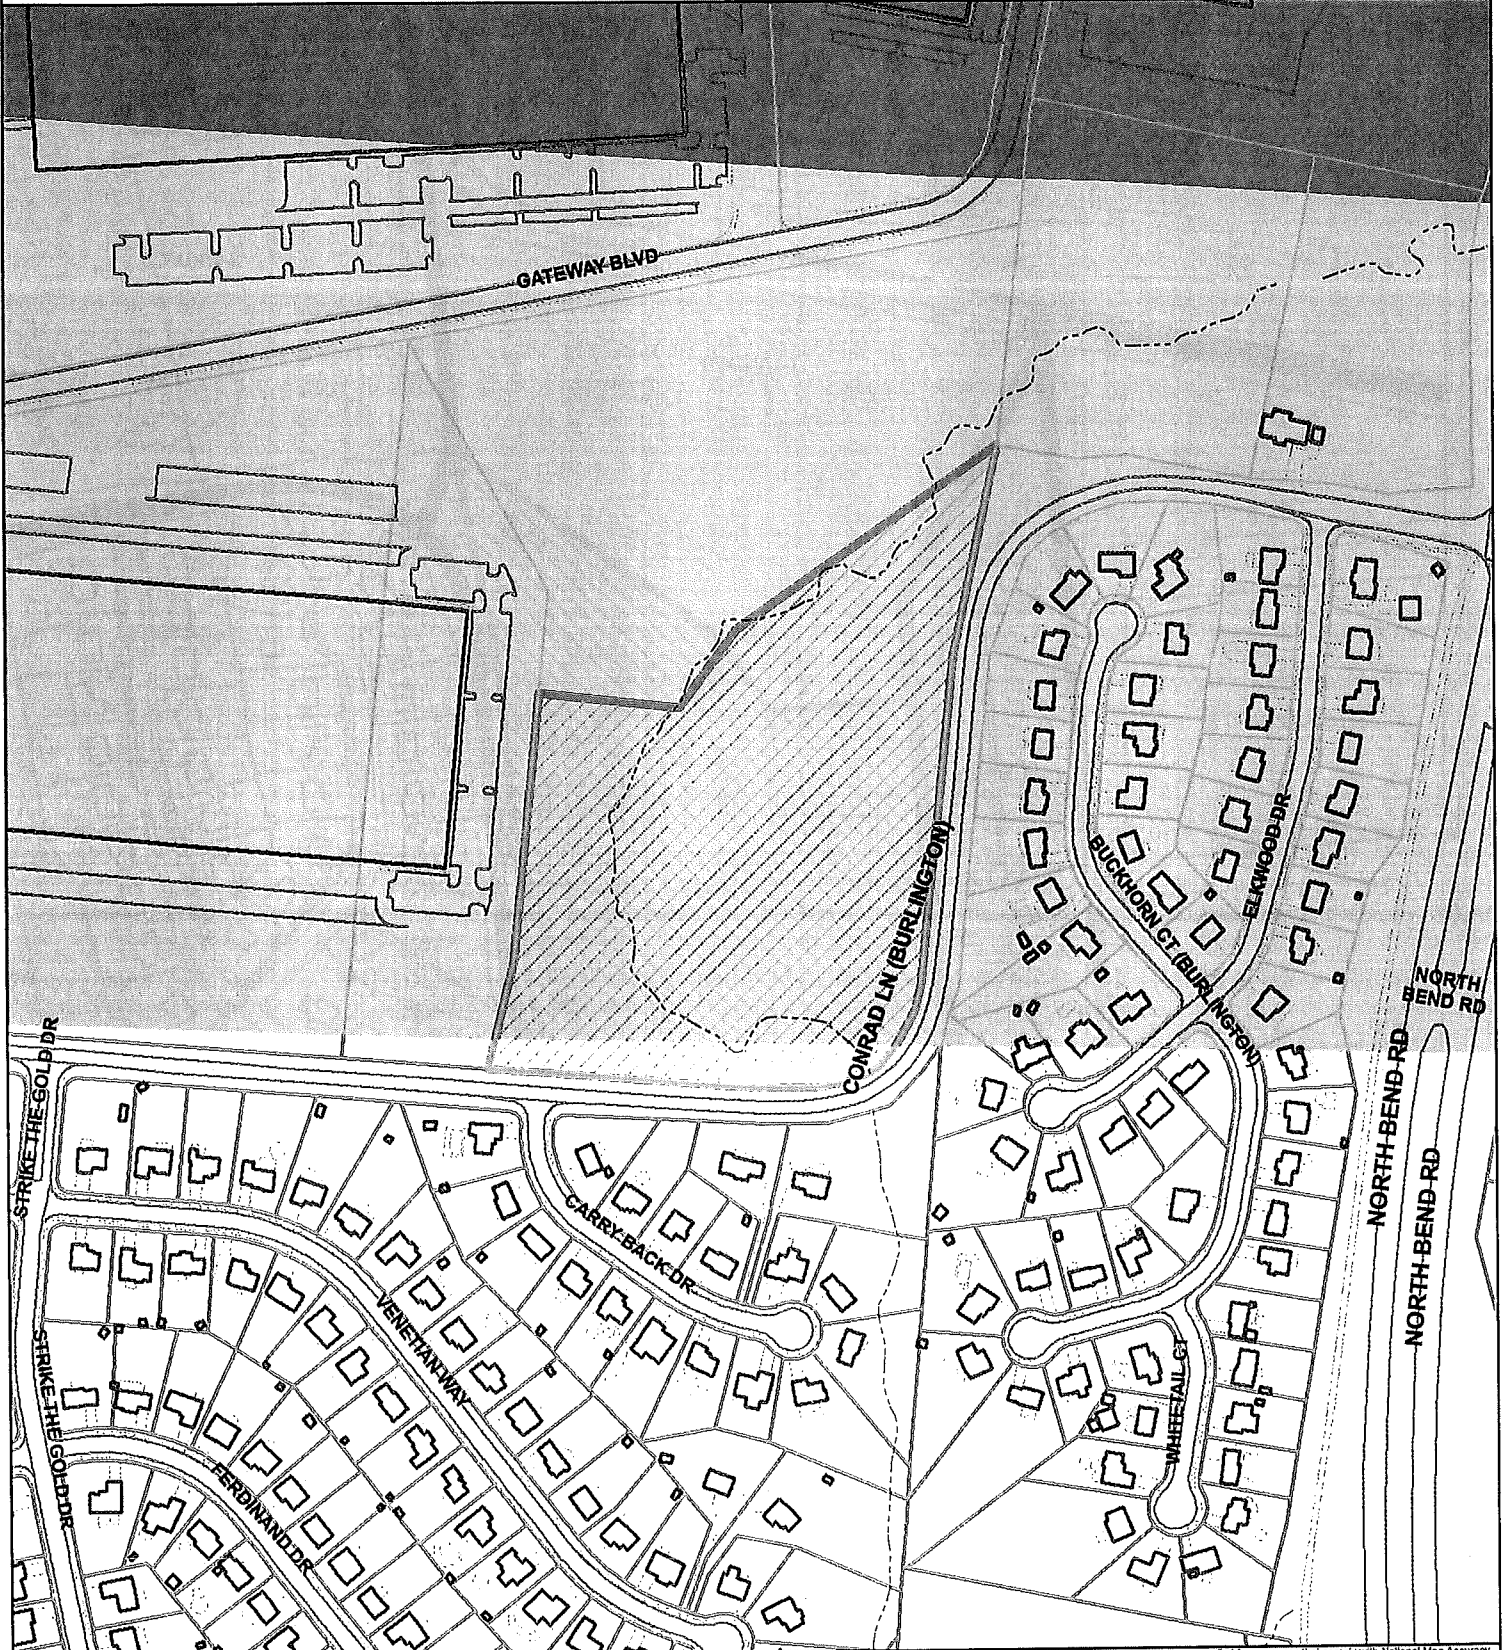 GATEWAY BLVD
CONRAD LN (BURLINGTON)
BUCKHORN CT (BURLINGTON)
ELKWOOD DR
NORTH
BEND RD
NORTH BEND RD
NORTH BEND RD
STRIKE THE GOLD DR
STRIKE THE GOLD DR
CARRY BACK DR
VENETIAN WAY
FERDINAND DR
WHITETAIL CT